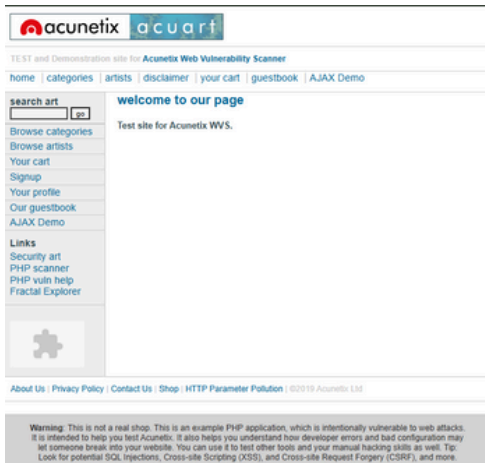 acunetix acuart
TEST and Demonstration site for Acunetix Web Vulnerability Scanner
home | categories | artists | disclaimer | your cart | guestbook | AJAX Demo
search art
go
Browse categories
Browse artists
Your cart
Signup
Your profile
Our guestbook
AJAX Demo
Links
Security art
PHP scanner
PHP vuln help
Fractal Explorer
welcome to our page
Test site for Acunetix WVS.
About Us | Privacy Policy | Contact Us | Shop | HTTP Parameter Pollution | ©2019 Acunetix Ltd
Warning: This is not a real shop. This is an example PHP application, which is intentionally vulnerable to web attacks.
It is intended to help you test Acunetix. It also helps you understand how developer errors and bad configuration may
let someone break into your website. You can use it to test other tools and your manual hacking skills as well. Tip:
Look for potential SQL Injections, Cross-site Scripting (XSS), and Cross-site Request Forgery (CSRF), and more.